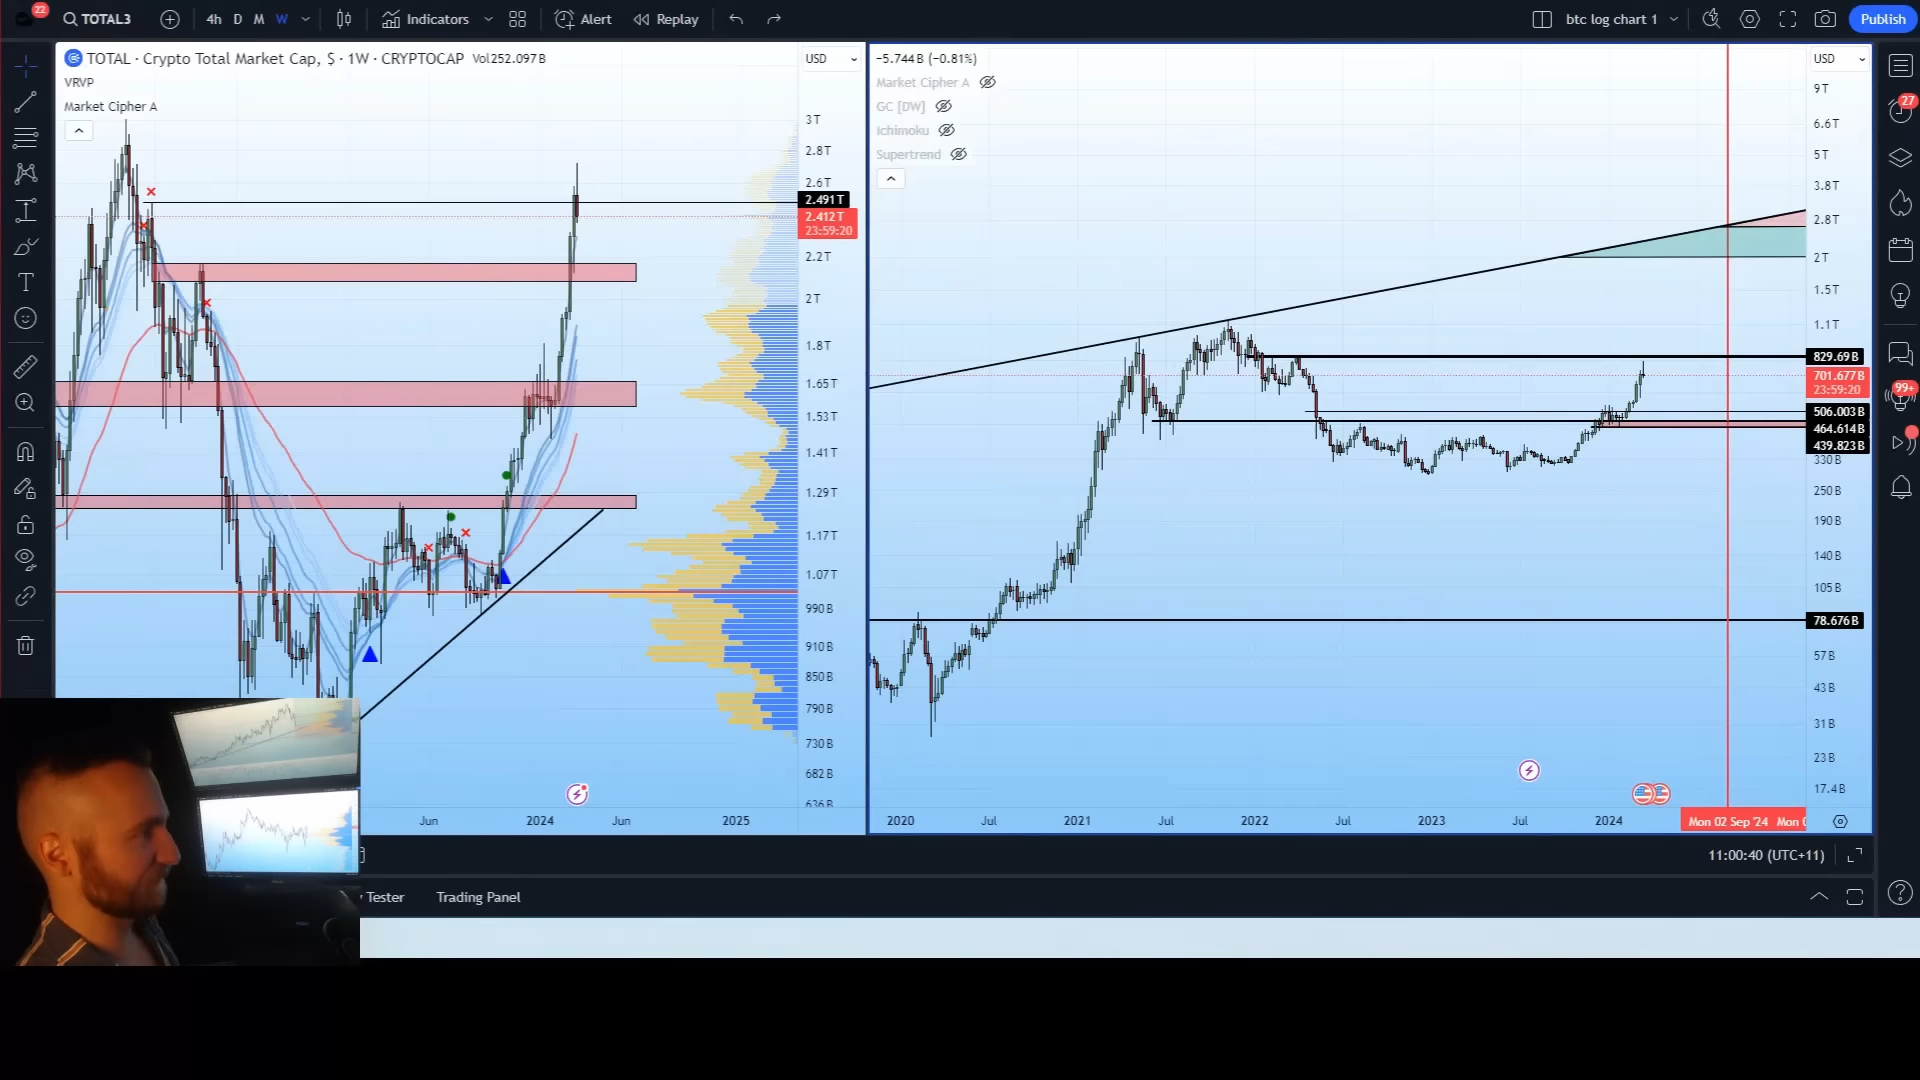 22
TOTAL3
4h
D
M
W
Indicators
Alert
Replay
btc log chart 1
Publish
TOTAL · Crypto Total Market Cap, $ · 1W · CRYPTOCAP Vol252.097B
VRVP
Market Cipher A
USD
3T
2.8T
2.6T
2.491T
2.412T
23:59:20
2.2T
2T
1.8T
1.65T
1.53T
1.41T
1.29T
1.17T
1.07T
990B
910B
850B
790B
730B
682B
636B
Jun
2024
Jun
2025
−5.744B (−0.81%)
Market Cipher A
GC [DW]
Ichimoku
Supertrend
USD
9T
6.6T
5T
3.8T
2.8T
2T
1.5T
1.1T
829.69B
701.677B
23:59:20
506.003B
464.614B
439.823B
330B
250B
190B
140B
105B
78.676B
57B
43B
31B
23B
17.4B
2020
Jul
2021
Jul
2022
Jul
2023
Jul
2024
Mon 02 Sep '24
Mon
11:00:40 (UTC+11)
Tester
Trading Panel
27
99+